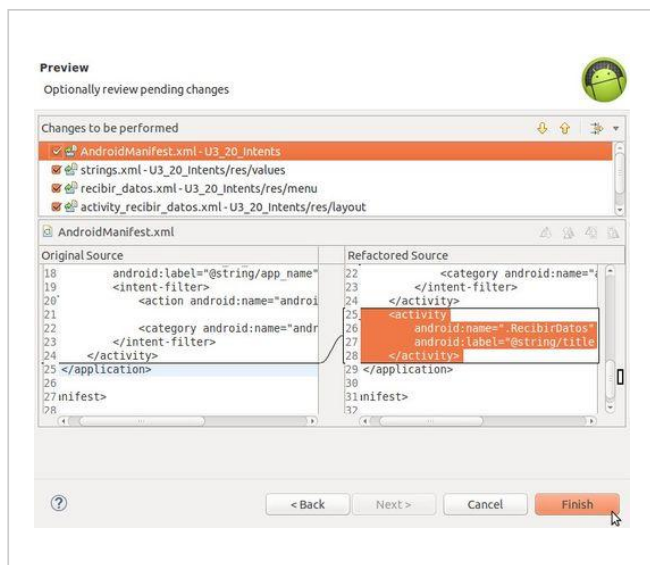 Preview
Optionally review pending changes
Changes to be performed
AndroidManifest.xml - U3_20_Intents
strings.xml - U3_20_Intents/res/values
recibir_datos.xml - U3_20_Intents/res/menu
activity_recibir_datos.xml - U3_20_Intents/res/layout
AndroidManifest.xml
Original Source
18 android:label="@string/app_name"
19 <intent-filter>
20 <action android:name="androi
21
22 <category android:name="andr
23 </intent-filter>
24 </activity>
25 </application>
26
27 nifest>
28
Refactored Source
22 <category android:name="a
23 </intent-filter>
24 </activity>
25 <activity
26 android:name=".RecibirDatos"
27 android:label="@string/title
28 </activity>
29 </application>
30
31 nifest>
32
< Back
Next >
Cancel
Finish